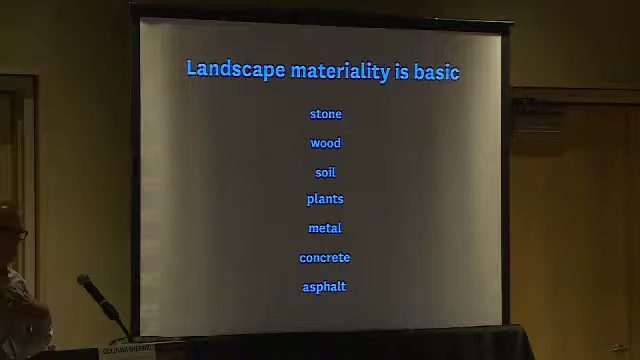 Landscape materiality is basic
stone
wood
soil
plants
metal
concrete
asphalt